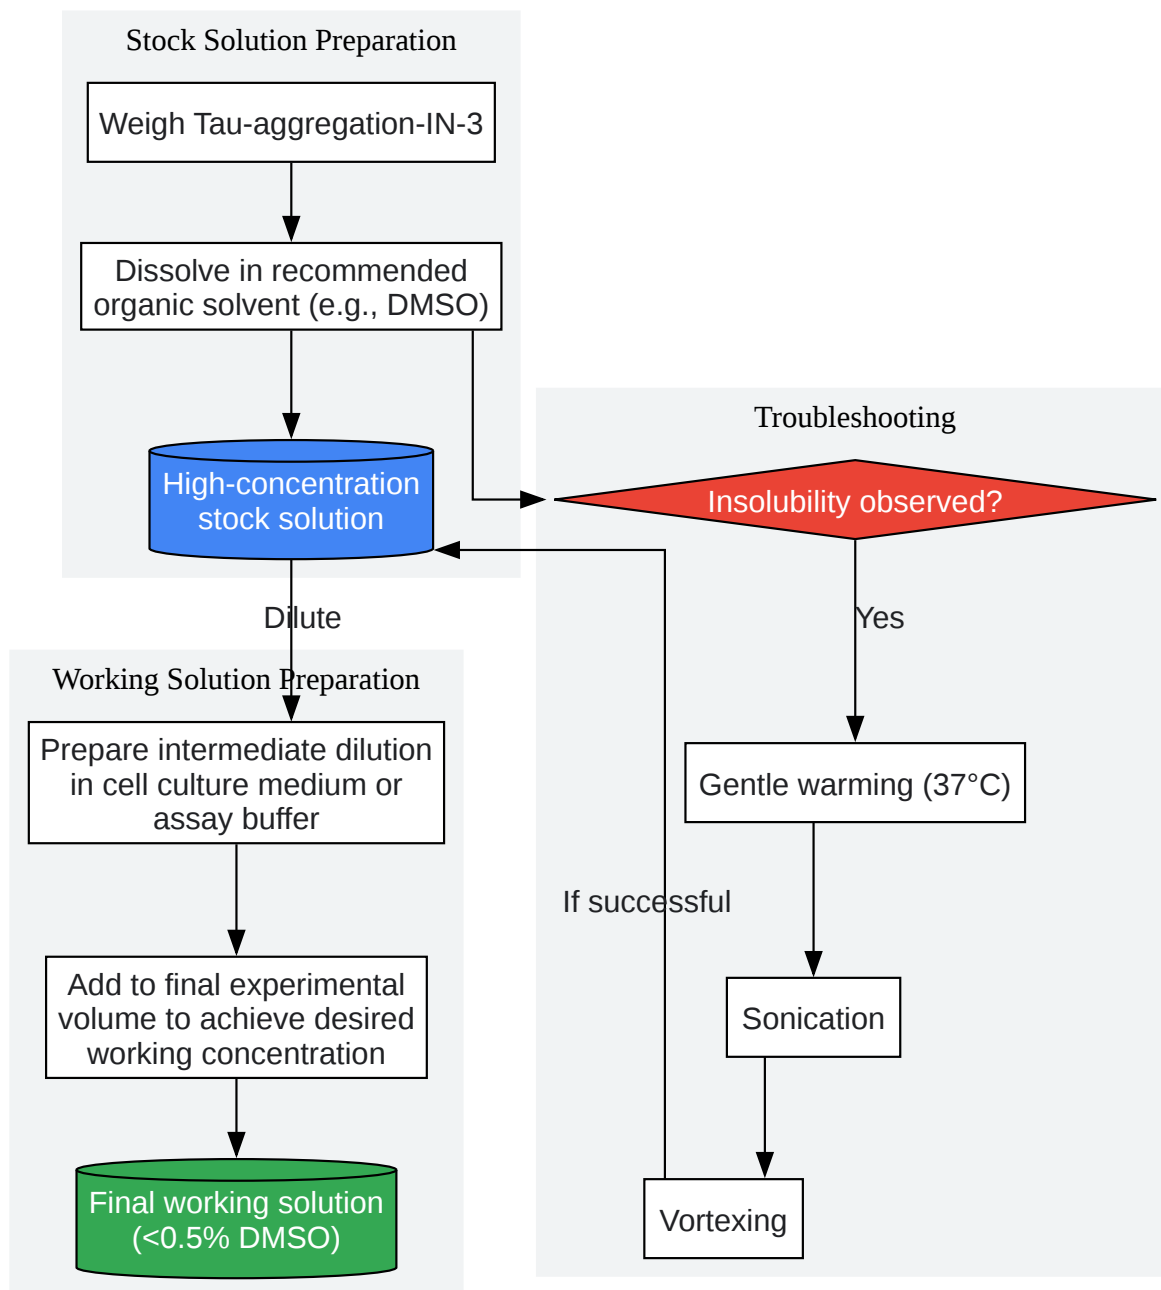 Stock Solution Preparation
Weigh Tau-aggregation-IN-3
Dissolve in recommended
organic solvent (e.g., DMSO)
High-concentration
stock solution
Dilute
Working Solution Preparation
Prepare intermediate dilution
in cell culture medium or
assay buffer
Add to final experimental
volume to achieve desired
working concentration
Final working solution
(<0.5% DMSO)
Troubleshooting
Insolubility observed?
Yes
Gentle warming (37°C)
If successful
Sonication
Vortexing